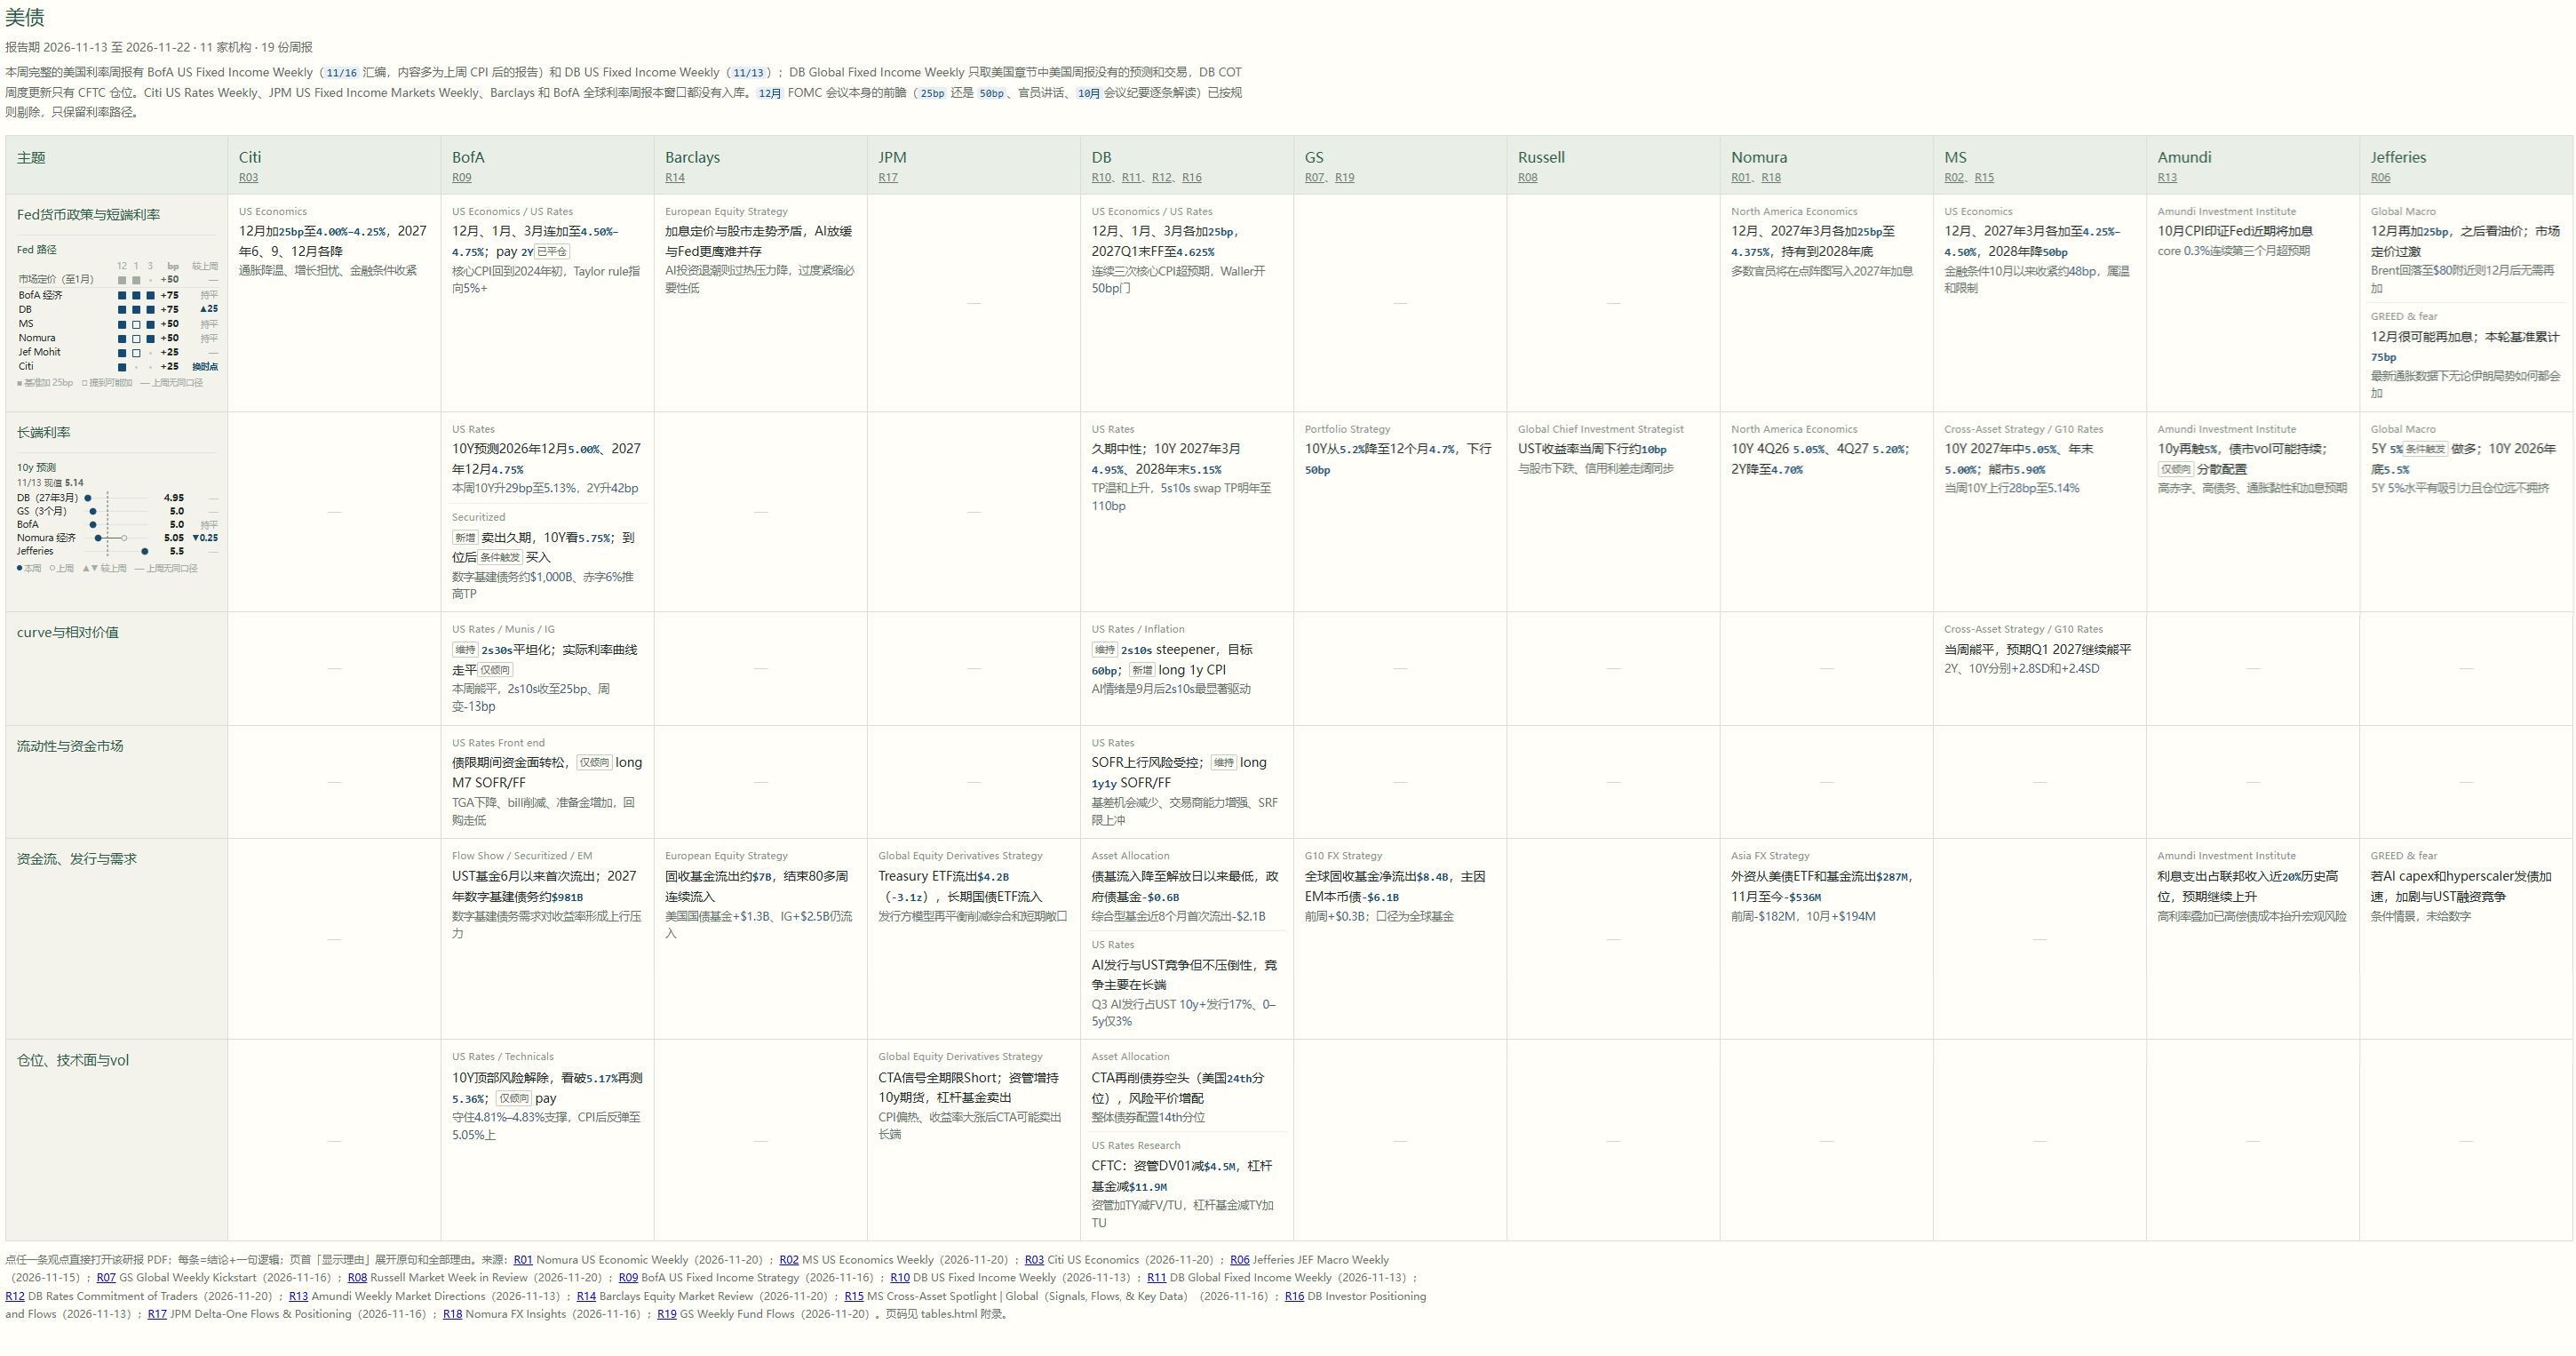 美债
报告期 2026-11-13 至 2026-11-22 · 11 家机构 · 19 份周报
本周完整的美国利率周报有 BofA US Fixed Income Weekly（11/16 汇编，内容多为上周 CPI 后的报告）和 DB US Fixed Income Weekly（11/13）；DB Global Fixed Income Weekly 只取美国章节中美国周报没有的预测和交易，DB COT
周度更新只有 CFTC 仓位。Citi US Rates Weekly、JPM US Fixed Income Markets Weekly、Barclays 和 BofA 全球利率周报本窗口都没有入库。12月 FOMC 会议本身的前瞻（25bp 还是 50bp、官员讲话、10月会议纪要逐条解读）已按规
则剔除，只保留利率路径。
主题
Citi
R03
BofA
R09
Barclays
R14
JPM
R17
DB
R10、R11、R12、R16
GS
R07、R19
Russell
R08
Nomura
R01、R18
MS
R02、R15
Amundi
R13
Jefferies
R06
Fed货币政策与短端利率
Fed 路径
12 1 3 bp 较上周
市场定价（至1月） +50 —
BofA 经济 +75 持平
DB +75 ▲25
MS +50 持平
Nomura +50 持平
Jef Mohit +25 —
Citi +25 换时点
■ 基准加 25bp □ 提到可能加 — 上周无同口径
US Economics
12月加25bp至4.00%–4.25%，2027
年6、9、12月各降
通胀降温、增长担忧、金融条件收紧
US Economics / US Rates
12月、1月、3月连加至4.50%–
4.75%；pay 2Y 已平仓
核心CPI回到2024年初，Taylor rule指
向5%+
European Equity Strategy
加息定价与股市走势矛盾，AI放缓
与Fed更鹰难并存
AI投资退潮则过热压力降，过度紧缩必
要性低
—
US Economics / US Rates
12月、1月、3月各加25bp，
2027Q1末FF至4.625%
连续三次核心CPI超预期，Waller开
50bp门
—
—
North America Economics
12月、2027年3月各加25bp至
4.375%，持有到2028年底
多数官员将在点阵图写入2027年加息
US Economics
12月、2027年3月各加至4.25%–
4.50%，2028年降50bp
金融条件10月以来收紧约48bp，属温
和限制
Amundi Investment Institute
10月CPI印证Fed近期将加息
core 0.3%连续第三个月超预期
Global Macro
12月再加25bp，之后看油价；市场
定价过激
Brent回落至$80附近则12月后无需再
加
GREED & fear
12月很可能再加息；本轮基准累计
75bp
最新通胀数据下无论伊朗局势如何都会
加
长端利率
10y 预测
11/13 现值 5.14
DB（27年3月） 4.95 —
GS（3个月） 5.0 —
BofA 5.0 持平
Nomura 经济 5.05 ▼0.25
Jefferies 5.5 —
● 本周 ○ 上周 ▲▼ 较上周 — 上周无同口径
—
US Rates
10Y预测2026年12月5.00%、2027
年12月4.75%
本周10Y升29bp至5.13%，2Y升42bp
Securitized
新增 卖出久期，10Y看5.75%；到
位后 条件触发 买入
数字基建债务约$1,000B、赤字6%推
高TP
—
—
US Rates
久期中性；10Y 2027年3月
4.95%、2028年末5.15%
TP温和上升，5s10s swap TP明年至
110bp
Portfolio Strategy
10Y从5.2%降至12个月4.7%，下行
50bp
Global Chief Investment Strategist
UST收益率当周下行约10bp
与股市下跌、信用利差走阔同步
North America Economics
10Y 4Q26 5.05%、4Q27 5.20%；
2Y降至4.70%
Cross-Asset Strategy / G10 Rates
10Y 2027年中5.05%、年末
5.00%；熊市5.90%
当周10Y上行28bp至5.14%
Amundi Investment Institute
10y再触5%，债市vol可能持续；
仅倾向 分散配置
高赤字、高债务、通胀黏性和加息预期
Global Macro
5Y 5% 条件触发 做多；10Y 2026年
底5.5%
5Y 5%水平有吸引力且仓位远不拥挤
curve与相对价值
—
US Rates / Munis / IG
维持 2s30s平坦化；实际利率曲线
走平 仅倾向
本周熊平，2s10s收至25bp、周
变-13bp
—
—
US Rates / Inflation
维持 2s10s steepener，目标
60bp；新增 long 1y CPI
AI情绪是9月后2s10s最显著驱动
—
—
—
Cross-Asset Strategy / G10 Rates
当周熊平，预期Q1 2027继续熊平
2Y、10Y分别+2.8SD和+2.4SD
—
—
流动性与资金市场
—
US Rates Front end
债限期间资金面转松，仅倾向 long
M7 SOFR/FF
TGA下降、bill削减、准备金增加，回
购走低
—
—
US Rates
SOFR上行风险受控；维持 long
1y1y SOFR/FF
基差机会减少、交易商能力增强、SRF
限上冲
—
—
—
—
—
—
资金流、发行与需求
—
Flow Show / Securitized / EM
UST基金6月以来首次流出；2027
年数字基建债务约$981B
数字基建债务需求对收益率形成上行压
力
European Equity Strategy
固收基金流出约$7B，结束80多周
连续流入
美国国债基金+$1.3B、IG+$2.5B仍流
入
Global Equity Derivatives Strategy
Treasury ETF流出$4.2B
（-3.1z），长期国债ETF流入
发行方模型再平衡削减综合和短期敞口
Asset Allocation
债基流入降至解放日以来最低，政
府债基金-$0.6B
综合型基金近8个月首次流出-$2.1B
US Rates
AI发行与UST竞争但不压倒性，竞
争主要在长端
Q3 AI发行占UST 10y+发行17%、0–
5y仅3%
G10 FX Strategy
全球固收基金净流出$8.4B，主因
EM本币债-$6.1B
前周+$0.3B；口径为全球基金
—
Asia FX Strategy
外资从美债ETF和基金流出$287M，
11月至今-$536M
前周-$182M，10月+$194M
—
Amundi Investment Institute
利息支出占联邦收入近20%历史高
位，预期继续上升
高利率叠加已高偿债成本抬升宏观风险
GREED & fear
若AI capex和hyperscaler发债加
速，加剧与UST融资竞争
条件情景，未给数字
仓位、技术面与vol
—
US Rates / Technicals
10Y顶部风险解除，看破5.17%再测
5.36%；仅倾向 pay
守住4.81%–4.83%支撑，CPI后反弹至
5.05%上
—
Global Equity Derivatives Strategy
CTA信号全期限Short；资管增持
10y期货，杠杆基金卖出
CPI偏热、收益率大涨后CTA可能卖出
长端
Asset Allocation
CTA再削债券空头（美国24th分
位），风险平价增配
整体债券配置14th分位
US Rates Research
CFTC：资管DV01减$4.5M，杠杆
基金减$11.9M
资管加TY减FV/TU，杠杆基金减TY加
TU
—
—
—
—
—
—
点任一条观点直接打开该研报 PDF；每条=结论+一句逻辑；页首「显示理由」展开原句和全部理由。来源：R01 Nomura US Economic Weekly（2026-11-20）；R02 MS US Economics Weekly（2026-11-20）；R03 Citi US Economics（2026-11-20）；R06 Jefferies JEF Macro Weekly
（2026-11-15）；R07 GS Global Weekly Kickstart（2026-11-16）；R08 Russell Market Week in Review（2026-11-20）；R09 BofA US Fixed Income Strategy（2026-11-16）；R10 DB US Fixed Income Weekly（2026-11-13）；R11 DB Global Fixed Income Weekly（2026-11-13）；
R12 DB Rates Commitment of Traders（2026-11-20）；R13 Amundi Weekly Market Directions（2026-11-13）；R14 Barclays Equity Market Review（2026-11-20）；R15 MS Cross-Asset Spotlight | Global（Signals, Flows, & Key Data）（2026-11-16）；R16 DB Investor Positioning
and Flows（2026-11-13）；R17 JPM Delta-One Flows & Positioning（2026-11-16）；R18 Nomura FX Insights（2026-11-16）；R19 GS Weekly Fund Flows（2026-11-20）。页码见 tables.html 附录。